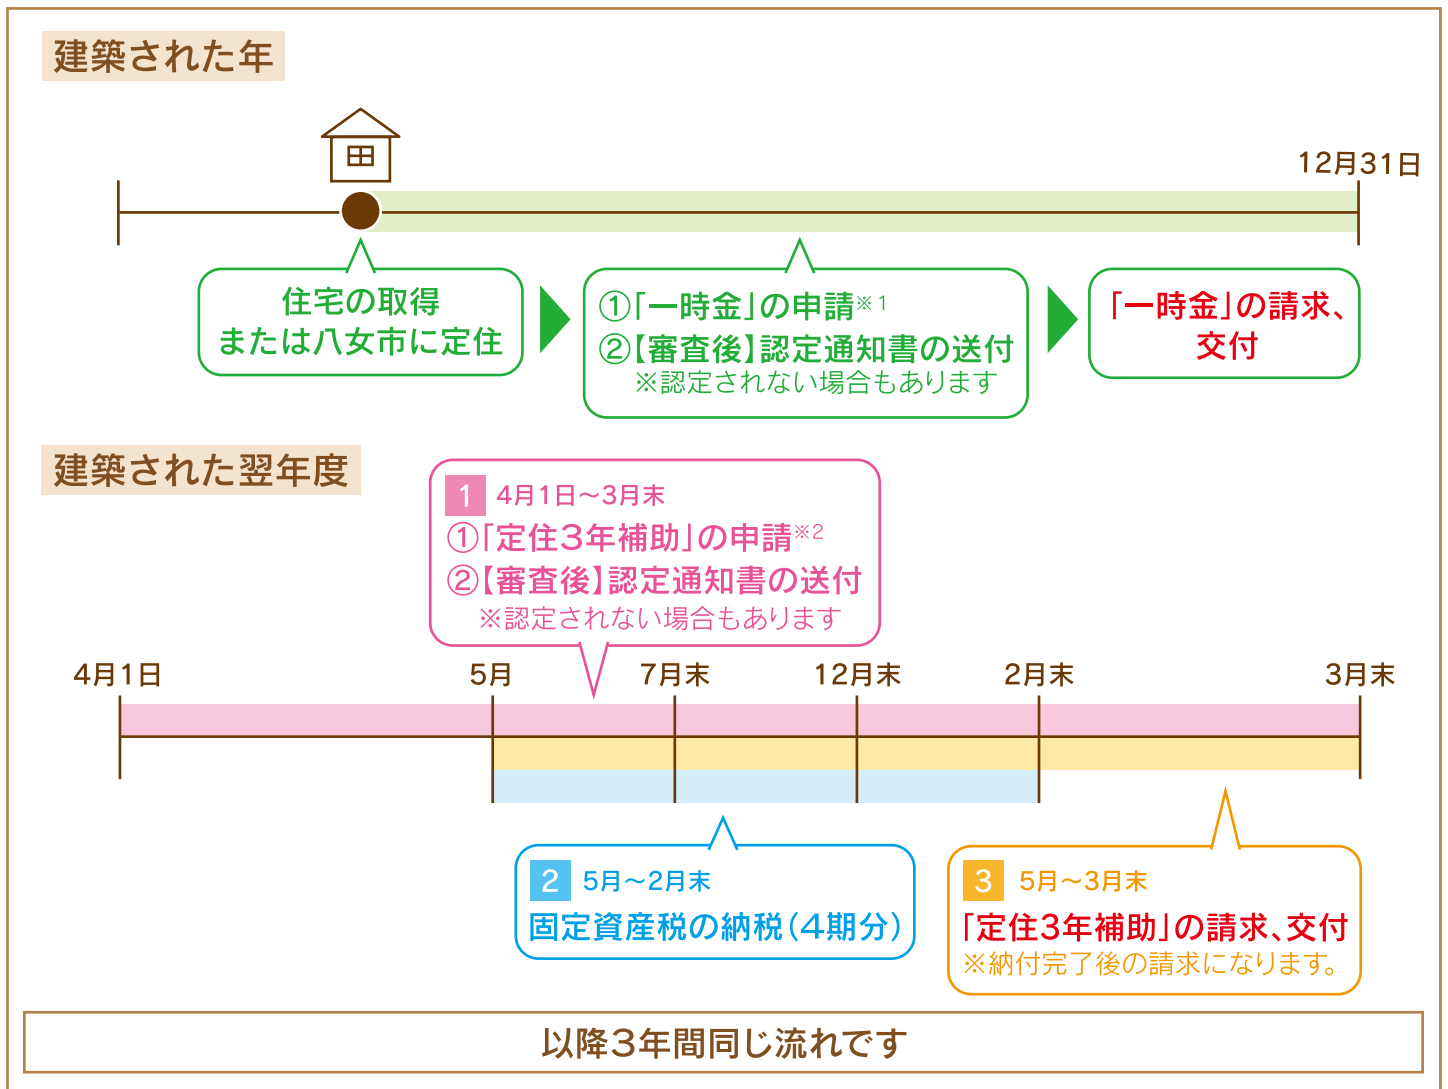 建築された年
12月31日
住宅の取得
または八女市に定住
①「一時金」の申請※1
②【審査後】認定通知書の送付
※認定されない場合もあります
「一時金」の請求、
交付
建築された翌年度
1 4月1日～3月末
①「定住3年補助」の申請※2
②【審査後】認定通知書の送付
※認定されない場合もあります
4月1日 5月 7月末 12月末 2月末 3月末
2 5月～2月末
固定資産税の納税（4期分）
3 5月～3月末
「定住3年補助」の請求、交付
※納付完了後の請求になります。
以降3年間同じ流れです